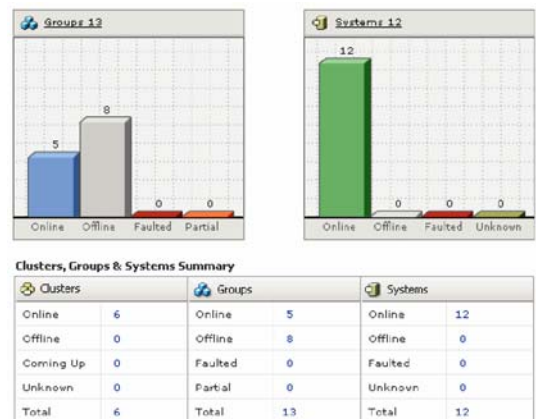 Groups 13
5
8
0
0
Online Offline Faulted Partial
Systems 12
12
0
0
0
Online Offline Faulted Unknown
Clusters, Groups & Systems Summary
Clusters Groups Systems
Online 6 Online 5 Online 12
Offline 0 Offline 8 Offline 0
Coming Up 0 Faulted 0 Faulted 0
Unknown 0 Partial 0 Unknown 0
Total 6 Total 13 Total 12